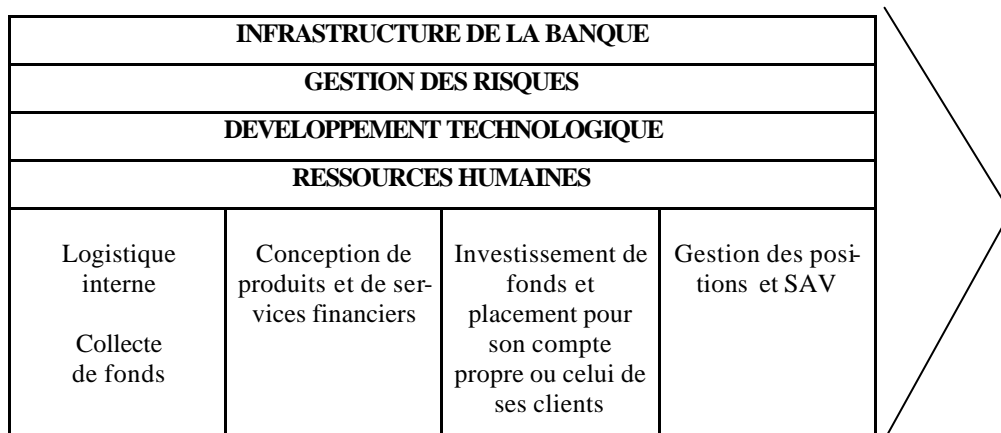 INFRASTRUCTURE DE LA BANQUE
GESTION DES RISQUES
DEVELOPPEMENT TECHNOLOGIQUE
RESSOURCES HUMAINES
Logistique
interne
Collecte
de fonds
Conception de
produits et de ser-
vices financiers
Investissement de
fonds et
placement pour
son compte
propre ou celui de
ses clients
Gestion des posi-
tions et SAV